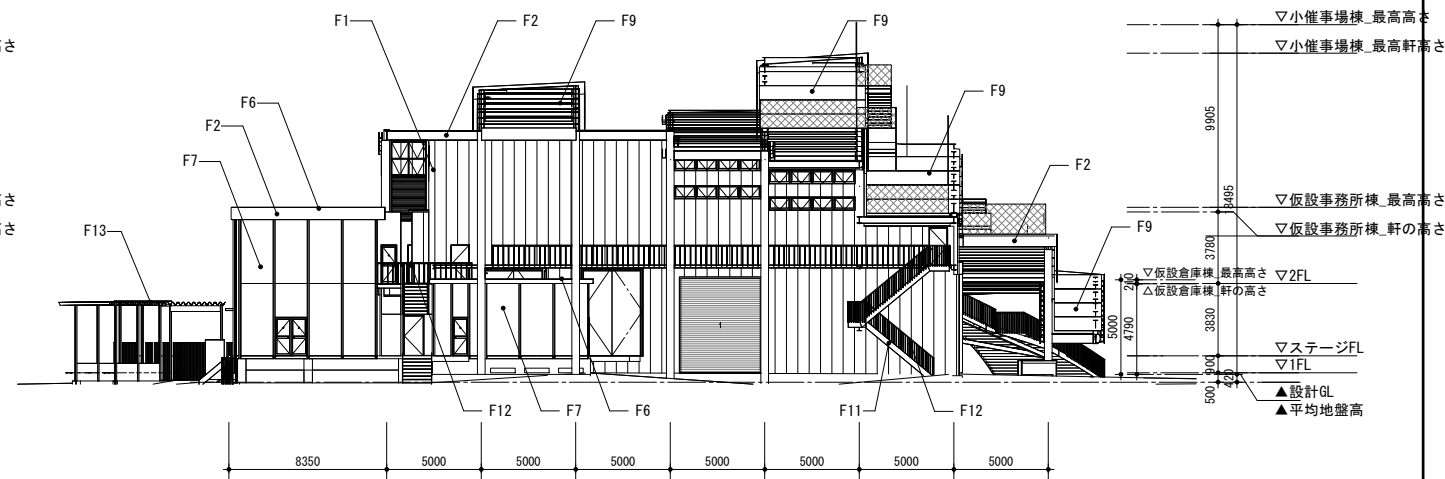 ▽小催事場棟_最高高さ
F1
F2
F9
F9
▽小催事場棟_最高軒高さ
高さ
F9
F6
F2
9905
F7
F2
高さ
8495
▽仮設事務所棟_最高高さ
高さ
F13
▽仮設事務所棟_軒の高さ
F9
3780
▽仮設倉庫棟_最高高さ
▽2FL
210
△仮設倉庫棟_軒の高さ
5000
4790
3830
1
▽ステージFL
900
▽1FL
500
420
▲設計GL
▲平均地盤高
F12
F7
F6
F11
F12
8350
5000
5000
5000
5000
5000
5000
5000